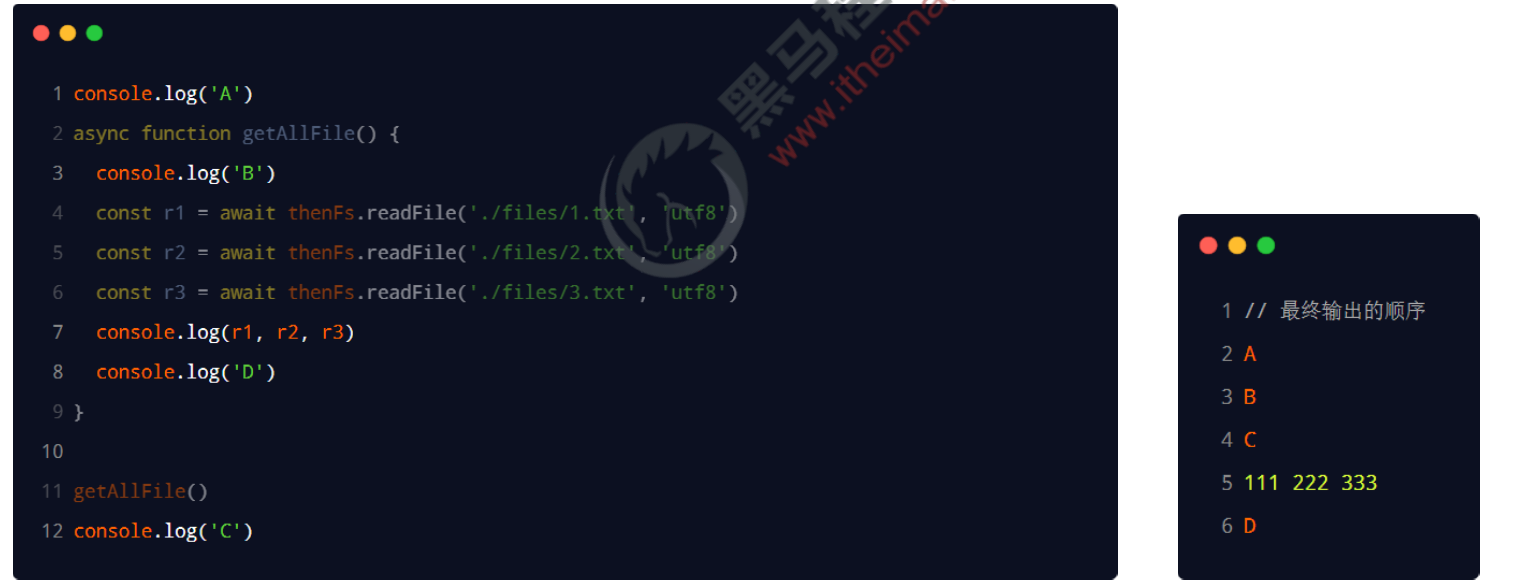 1 console.log('A')
2 async function getAllFile() {
3 console.log('B')
4 const r1 = await thenFs.readFile('./files/1.txt', 'utf8')
5 const r2 = await thenFs.readFile('./files/2.txt', 'utf8')
6 const r3 = await thenFs.readFile('./files/3.txt', 'utf8')
7 console.log(r1, r2, r3)
8 console.log('D')
9 }
10
11 getAllFile()
12 console.log('C')
黑马程
www.itheima
1 // 最终输出的顺序
2 A
3 B
4 C
5 111 222 333
6 D